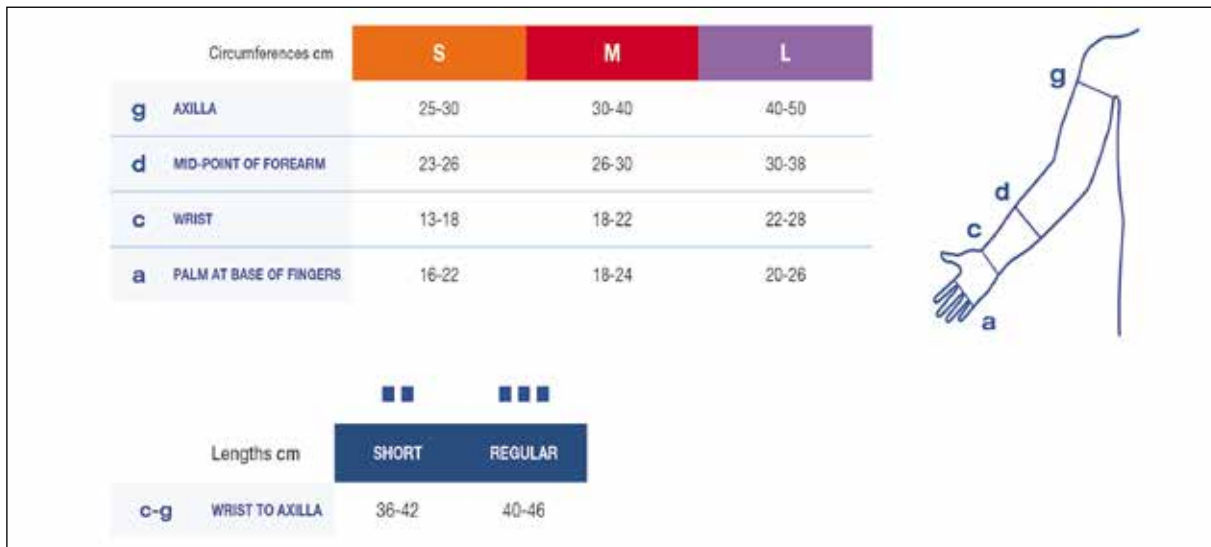 Circumferences cm S M L
g AXILLA 25-30 30-40 40-50
d MID-POINT OF FOREARM 23-26 26-30 30-38
c WRIST 13-18 18-22 22-28
a PALM AT BASE OF FINGERS 16-22 18-24 20-26
g
d
c
a
Lengths cm SHORT REGULAR
c-g WRIST TO AXILLA 36-42 40-46